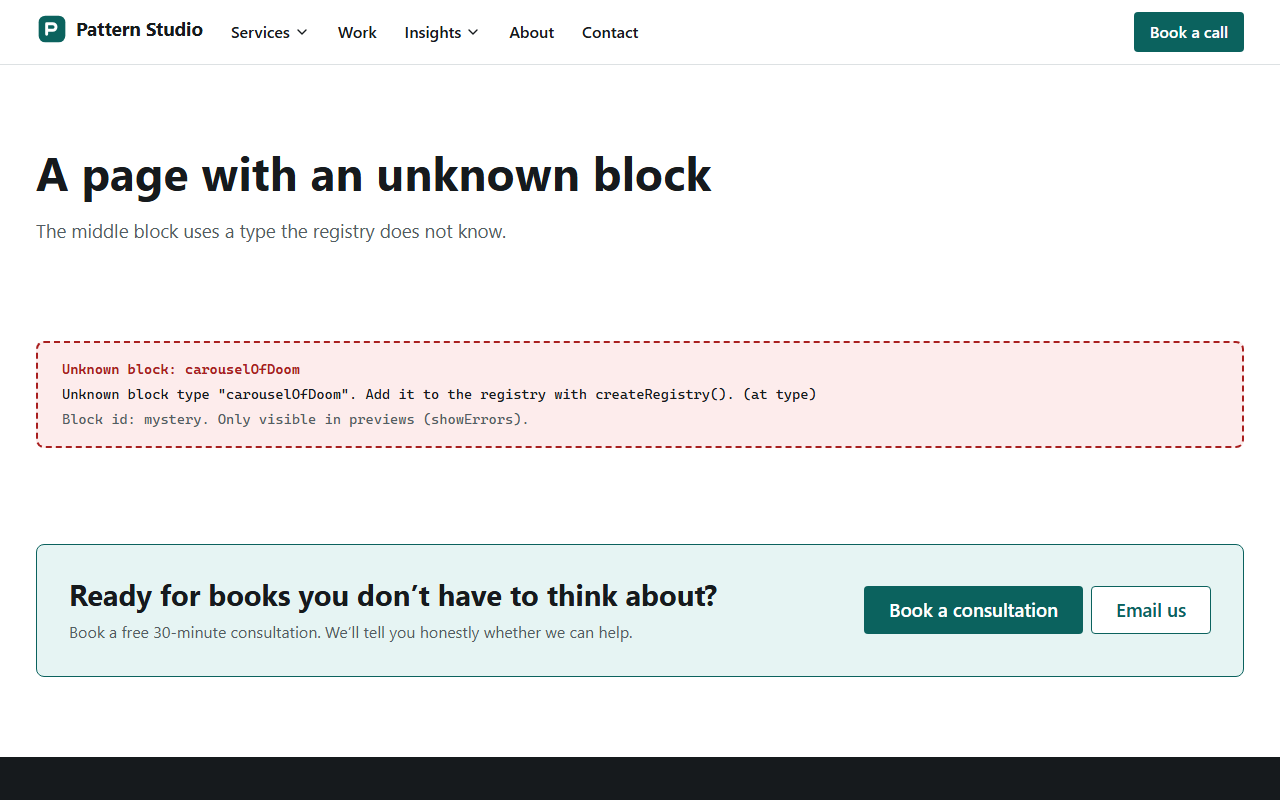 P Pattern Studio Services Work Insights About Contact Book a call
A page with an unknown block
The middle block uses a type the registry does not know.
Unknown block: carouselOfDoom
Unknown block type "carouselOfDoom". Add it to the registry with createRegistry(). (at type)
Block id: mystery. Only visible in previews (showErrors).
Ready for books you don’t have to think about?
Book a free 30-minute consultation. We’ll tell you honestly whether we can help.
Book a consultation Email us